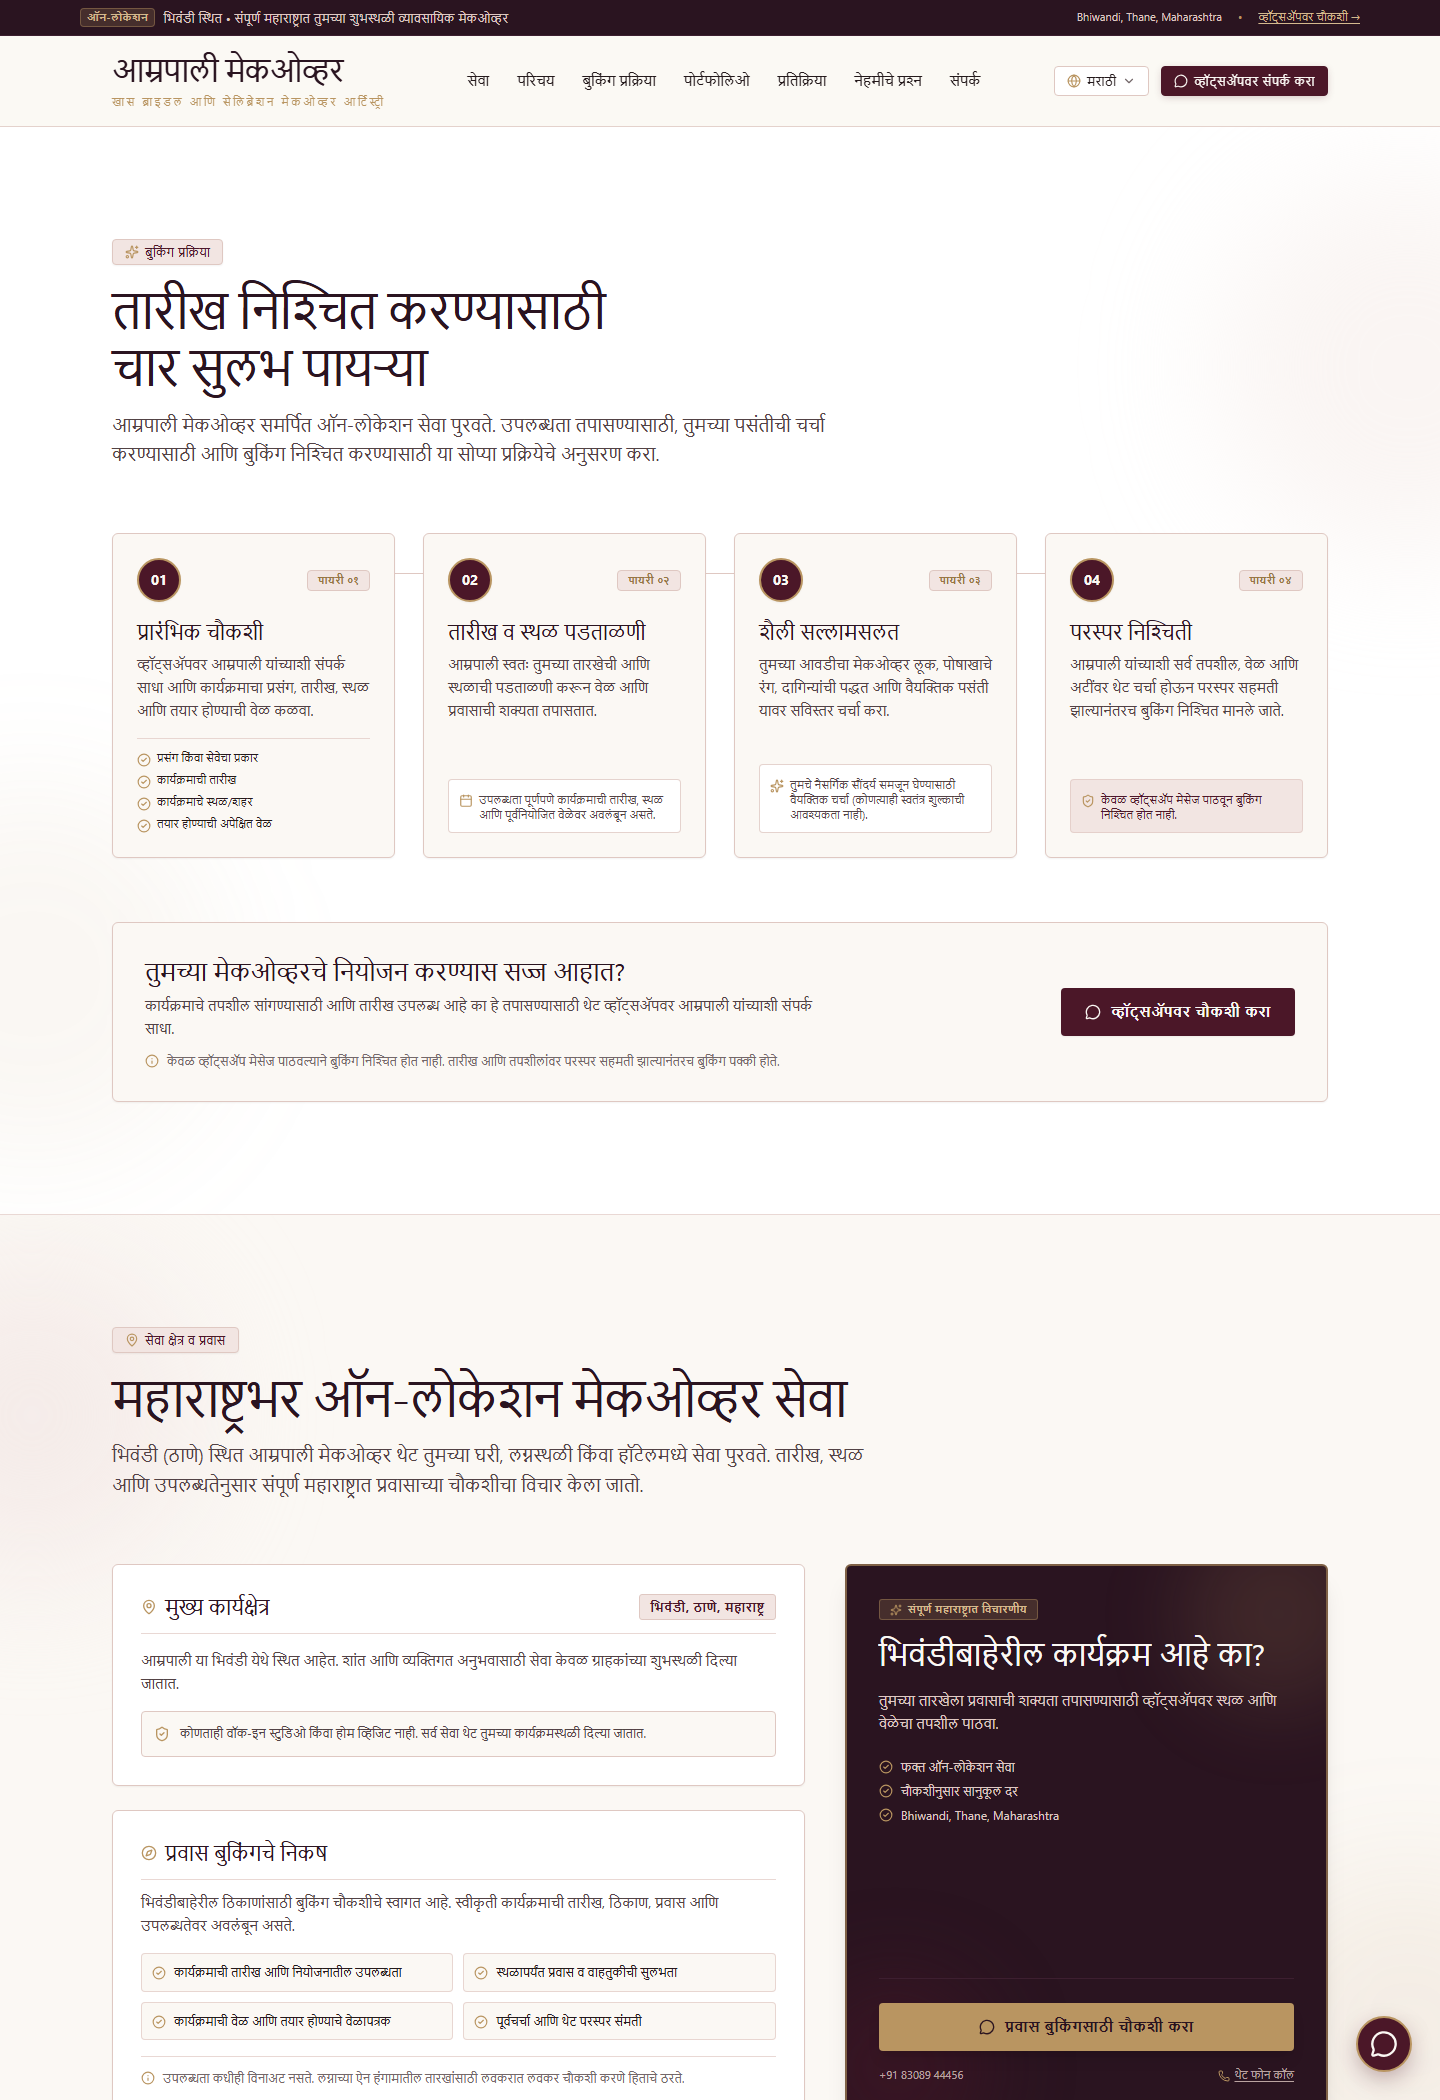 ऑन-लोकेशन भिवंडी स्थित • संपूर्ण महाराष्ट्रात तुमच्या शुभस्थळी व्यावसायिक मेकओव्हर
Bhiwandi, Thane, Maharashtra • व्हॉट्सॲपवर चौकशी →
आम्रपाली मेकओव्हर
खास ब्राइडल आणि सेलिब्रेशन मेकओव्हर आर्टिस्ट्री
सेवा परिचय बुकिंग प्रक्रिया पोर्टफोलिओ प्रतिक्रिया नेहमीचे प्रश्न संपर्क
मराठी
व्हॉट्सॲपवर संपर्क करा
बुकिंग प्रक्रिया
तारीख निश्चित करण्यासाठी
चार सुलभ पायऱ्या
आम्रपाली मेकओव्हर समर्पित ऑन-लोकेशन सेवा पुरवते. उपलब्धता तपासण्यासाठी, तुमच्या पसंतीची चर्चा
करण्यासाठी आणि बुकिंग निश्चित करण्यासाठी या सोप्या प्रक्रियेचे अनुसरण करा.
01
पायरी ०१
प्रारंभिक चौकशी
व्हॉट्सॲपवर आम्रपाली यांच्याशी संपर्क
साधा आणि कार्यक्रमाचा प्रसंग, तारीख, स्थळ
आणि तयार होण्याची वेळ कळवा.
प्रसंग किंवा सेवेचा प्रकार
कार्यक्रमाची तारीख
कार्यक्रमाचे स्थळ/शहर
तयार होण्याची अपेक्षित वेळ
02
पायरी ०२
तारीख व स्थळ पडताळणी
आम्रपाली स्वतः तुमच्या तारखेची आणि
स्थळाची पडताळणी करून वेळ आणि
प्रवासाची शक्यता तपासतात.
उपलब्धता पूर्णपणे कार्यक्रमाची तारीख, स्थळ
आणि पूर्वनियोजित वेळेवर अवलंबून असते.
03
पायरी ०३
शैली सल्लामसलत
तुमच्या आवडीचा मेकओव्हर लूक, पोषाखाचे
रंग, दागिन्यांची पद्धत आणि वैयक्तिक पसंती
यावर सविस्तर चर्चा करा.
तुमचे नैसर्गिक सौंदर्य समजून घेण्यासाठी
वैयक्तिक चर्चा (कोणत्याही स्वतंत्र शुल्काची
आवश्यकता नाही).
04
पायरी ०४
परस्पर निश्चिती
आम्रपाली यांच्याशी सर्व तपशील, वेळ आणि
अटींवर थेट चर्चा होऊन परस्पर सहमती
झाल्यानंतरच बुकिंग निश्चित मानले जाते.
केवळ व्हॉट्सॲप मेसेज पाठवून बुकिंग
निश्चित होत नाही.
तुमच्या मेकओव्हरचे नियोजन करण्यास सज्ज आहात?
कार्यक्रमाचे तपशील सांगण्यासाठी आणि तारीख उपलब्ध आहे का हे तपासण्यासाठी थेट व्हॉट्सॲपवर आम्रपाली यांच्याशी संपर्क
साधा.
केवळ व्हॉट्सॲप मेसेज पाठवल्याने बुकिंग निश्चित होत नाही. तारीख आणि तपशीलांवर परस्पर सहमती झाल्यानंतरच बुकिंग पक्की होते.
व्हॉट्सॲपवर चौकशी करा
सेवा क्षेत्र व प्रवास
महाराष्ट्रभर ऑन-लोकेशन मेकओव्हर सेवा
भिवंडी (ठाणे) स्थित आम्रपाली मेकओव्हर थेट तुमच्या घरी, लग्नस्थळी किंवा हॉटेलमध्ये सेवा पुरवते. तारीख, स्थळ
आणि उपलब्धतेनुसार संपूर्ण महाराष्ट्रात प्रवासाच्या चौकशीचा विचार केला जातो.
मुख्य कार्यक्षेत्र
भिवंडी, ठाणे, महाराष्ट्र
आम्रपाली या भिवंडी येथे स्थित आहेत. शांत आणि व्यक्तिगत अनुभवासाठी सेवा केवळ ग्राहकांच्या शुभस्थळी दिल्या
जातात.
कोणताही वॉक-इन स्टुडिओ किंवा होम व्हिजिट नाही. सर्व सेवा थेट तुमच्या कार्यक्रमस्थळी दिल्या जातात.
प्रवास बुकिंगचे निकष
भिवंडीबाहेरील ठिकाणांसाठी बुकिंग चौकशीचे स्वागत आहे. स्वीकृती कार्यक्रमाची तारीख, ठिकाण, प्रवास आणि
उपलब्धतेवर अवलंबून असते.
कार्यक्रमाची तारीख आणि नियोजनातील उपलब्धता
स्थळापर्यंत प्रवास व वाहतुकीची सुलभता
कार्यक्रमाची वेळ आणि तयार होण्याचे वेळापत्रक
पूर्वचर्चा आणि थेट परस्पर संमती
उपलब्धता कधीही विनाअट नसते. लग्नाच्या ऐन हंगामातील तारखांसाठी लवकरात लवकर चौकशी करणे हिताचे ठरते.
संपूर्ण महाराष्ट्रात विचारणीय
भिवंडीबाहेरील कार्यक्रम आहे का?
तुमच्या तारखेला प्रवासाची शक्यता तपासण्यासाठी व्हॉट्सॲपवर स्थळ आणि
वेळेचा तपशील पाठवा.
फक्त ऑन-लोकेशन सेवा
चौकशीनुसार सानुकूल दर
Bhiwandi, Thane, Maharashtra
प्रवास बुकिंगसाठी चौकशी करा
+91 83089 44456
थेट फोन कॉल